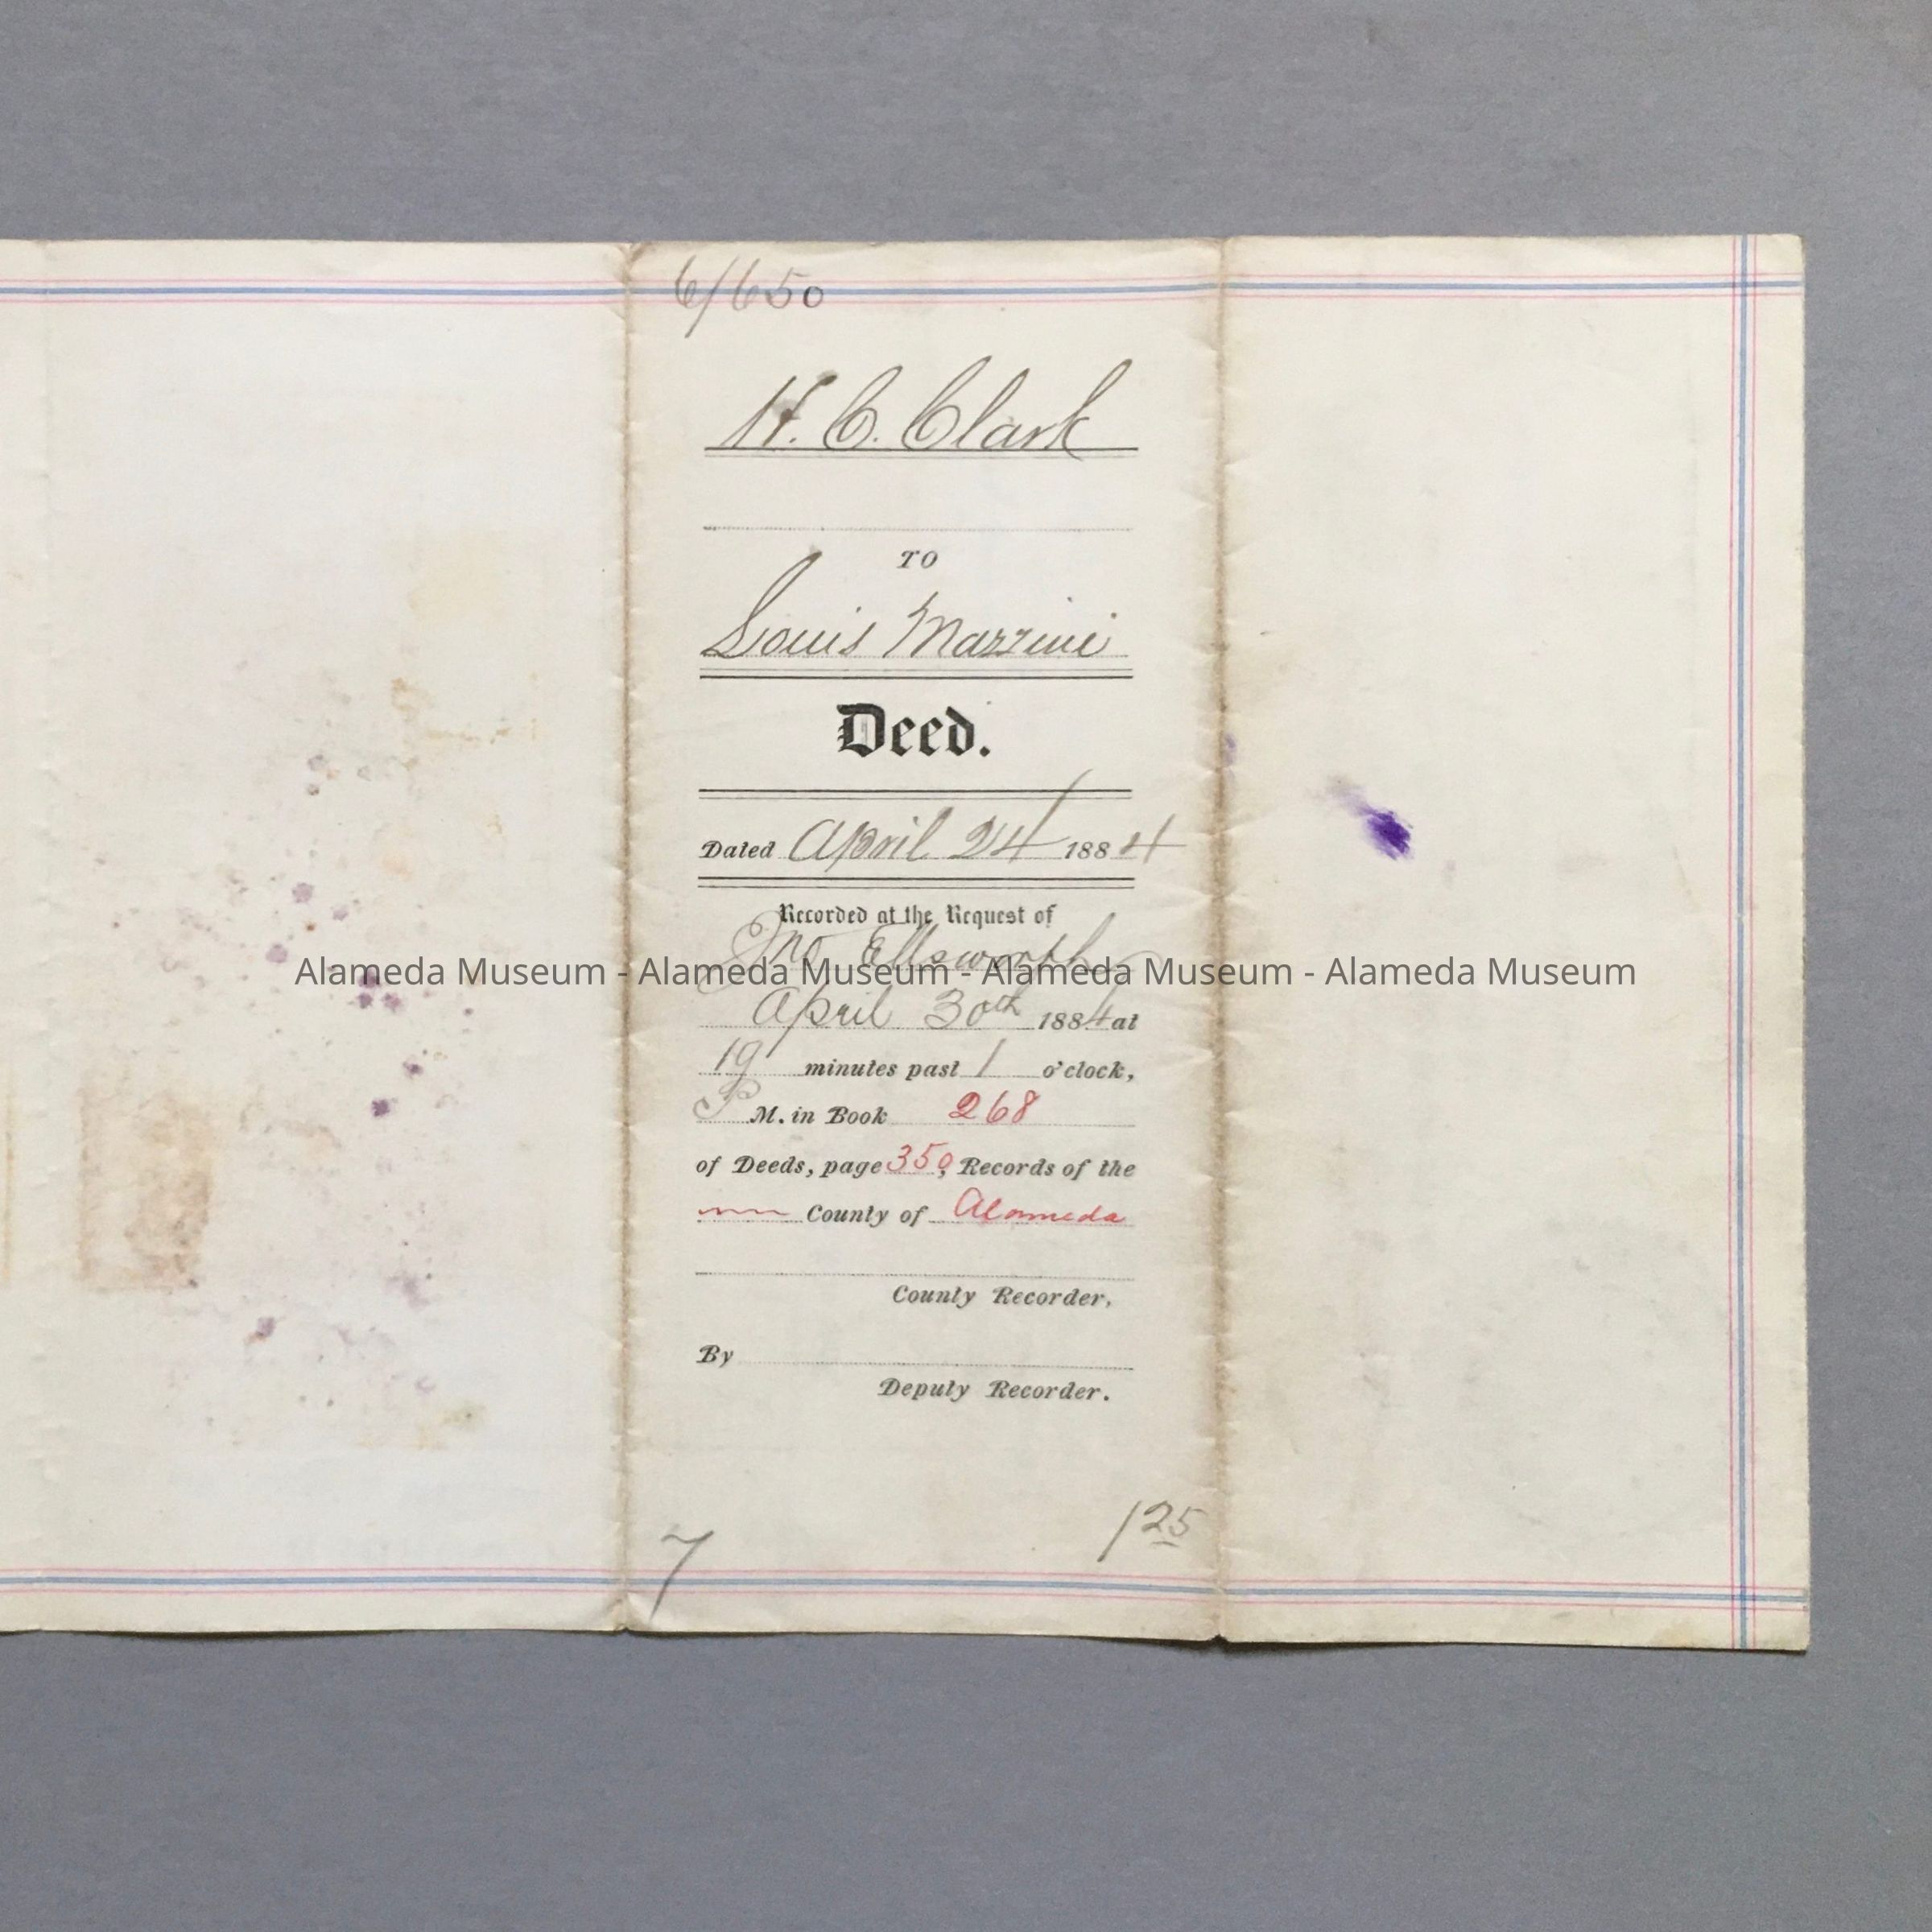 6/650
H. C. Clark
TO
Louis Mazzini
Deed.
Dated April 24 1884
Recorded at the Request of
Jno Ellsworth
Alameda Museum - Alameda Museum - Alameda Museum - Alameda Museum
April 30th 1884 at
19 minutes past 1 o'clock,
P M. in Book 268
of Deeds, page 350, Records of the
County of Alameda
County Recorder,
By
Deputy Recorder.
125
7